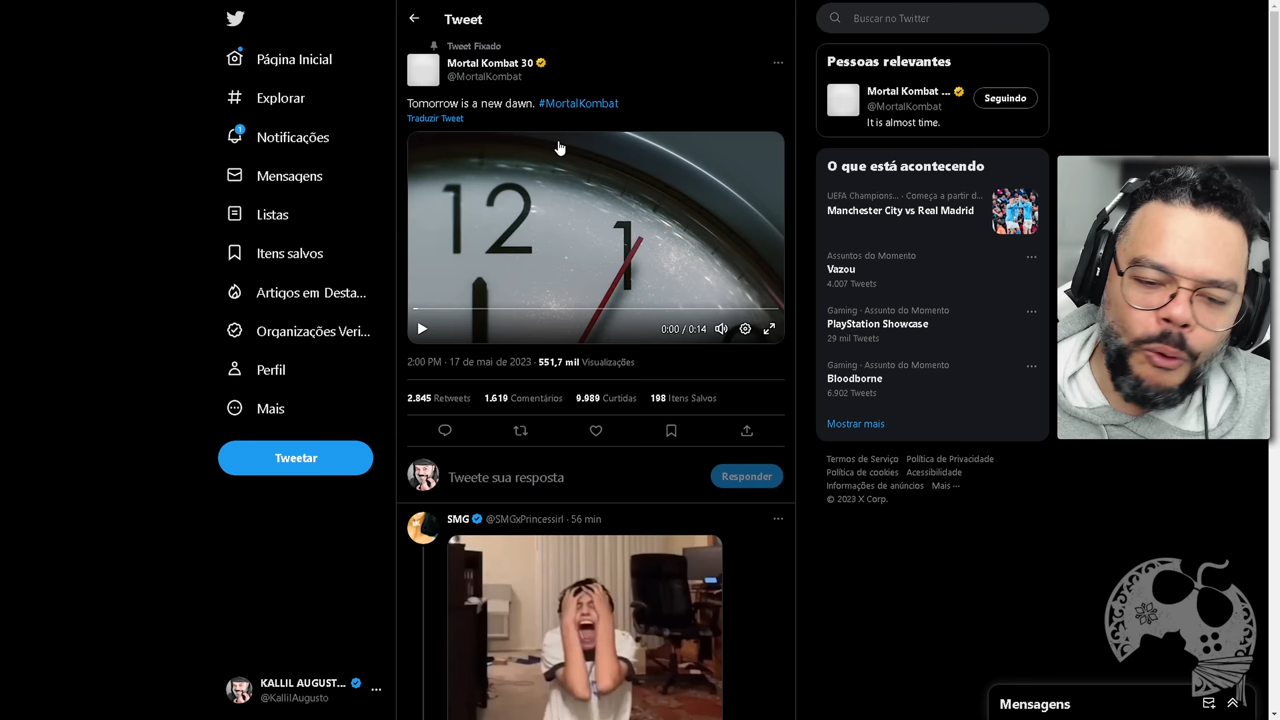 Tweet
Buscar no Twitter
Página Inicial
Explorar
1
Notificações
Mensagens
Listas
Itens salvos
Artigos em Desta...
Organizações Veri...
Perfil
Mais
Tweetar
KALLIL AUGUST...
@KallilAugusto
Tweet Fixado
Mortal Kombat 30
@MortalKombat
Tomorrow is a new dawn. #MortalKombat
Traduzir Tweet
12
1
0:00 / 0:14
2:00 PM · 17 de mai de 2023 · 551,7 mil Visualizações
2.845 Retweets 1.619 Comentários 9.989 Curtidas 198 Itens Salvos
Tweete sua resposta
Responder
SMG @SMGxPrincessirl · 56 min
Pessoas relevantes
Mortal Kombat ...
@MortalKombat
Seguindo
It is almost time.
O que está acontecendo
UEFA Champions... · Começa a partir d...
Manchester City vs Real Madrid
Assuntos do Momento
Vazou
4.007 Tweets
Gaming · Assunto do Momento
PlayStation Showcase
29 mil Tweets
Gaming · Assunto do Momento
Bloodborne
6.902 Tweets
Mostrar mais
Termos de Serviço Política de Privacidade
Política de cookies Acessibilidade
Informações de anúncios Mais ···
© 2023 X Corp.
Mensagens